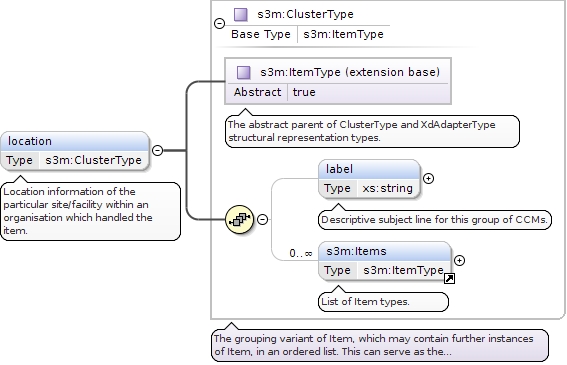 s3m:ClusterType
Base Type s3m:ItemType
s3m:ItemType (extension base)
Abstract true
The abstract parent of ClusterType and XdAdapterType
structural representation types.
location
Type s3m:ClusterType
Location information of the
particular site/facility within an
organisation which handled the
item.
label
Type xs:string
Descriptive subject line for this group of CCMs.
0..∞
s3m:Items
Type s3m:ItemType
List of Item types.
The grouping variant of Item, which may contain further instances
of Item, in an ordered list. This can serve as the...